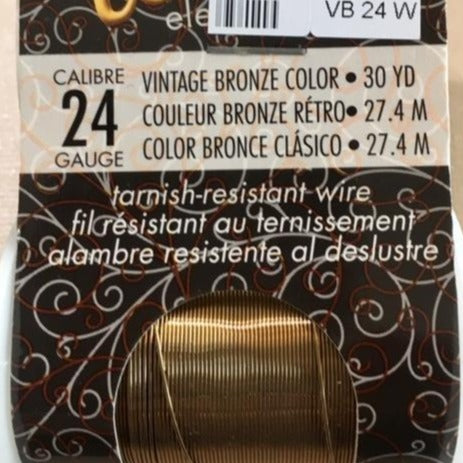 VB 24 W
CALIBRE
24
GAUGE
VINTAGE BRONZE COLOR • 30 YD
COULEUR BRONZE RÉTRO• 27.4 M
COLOR BRONCE CLÁSICO • 27.4 M
tarnish-resistant wire
fil résistant au ternissement
alambre resistente al deslustre